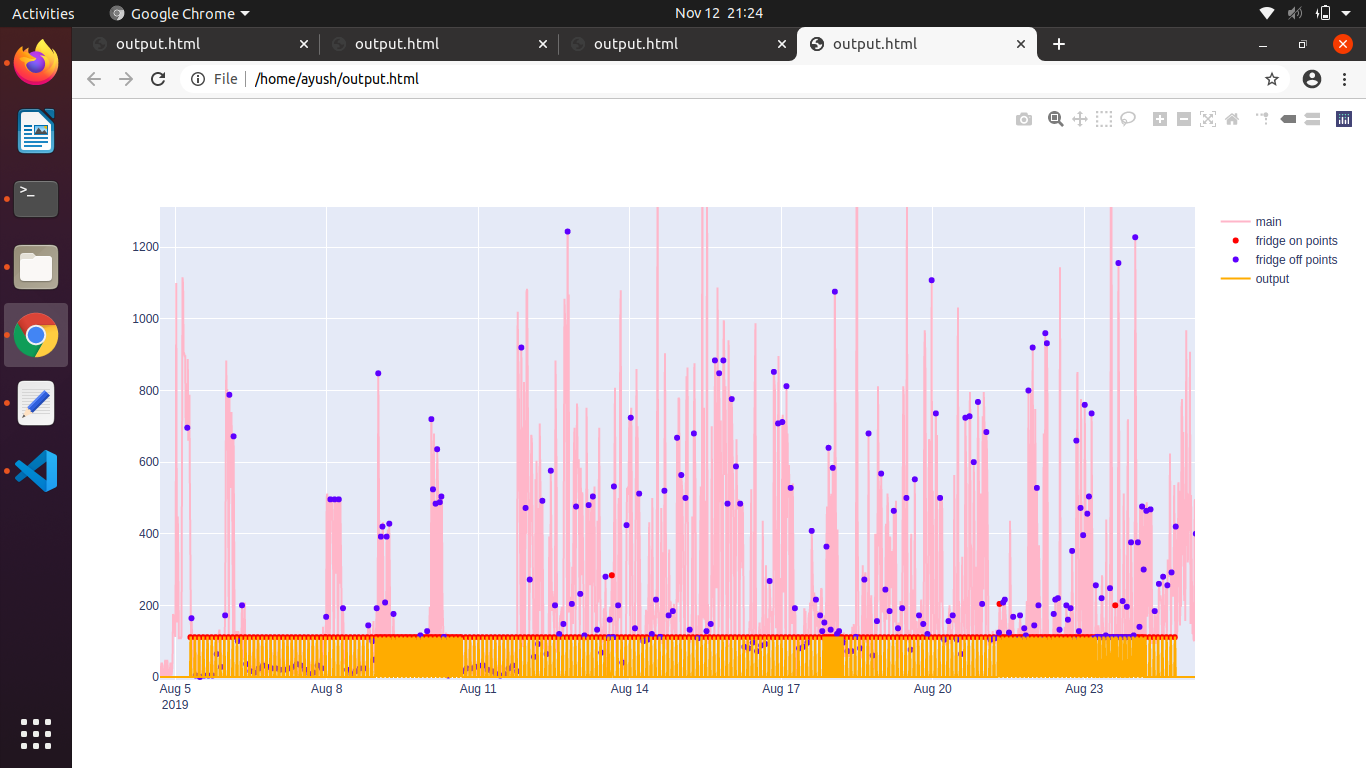 Activities
Google Chrome
Nov 12 21:24
output.html
output.html
output.html
output.html
File
/home/ayush/output.html
main
fridge on points
fridge off points
output
1200
1000
800
600
400
200
0
Aug 5
2019
Aug 8
Aug 11
Aug 14
Aug 17
Aug 20
Aug 23